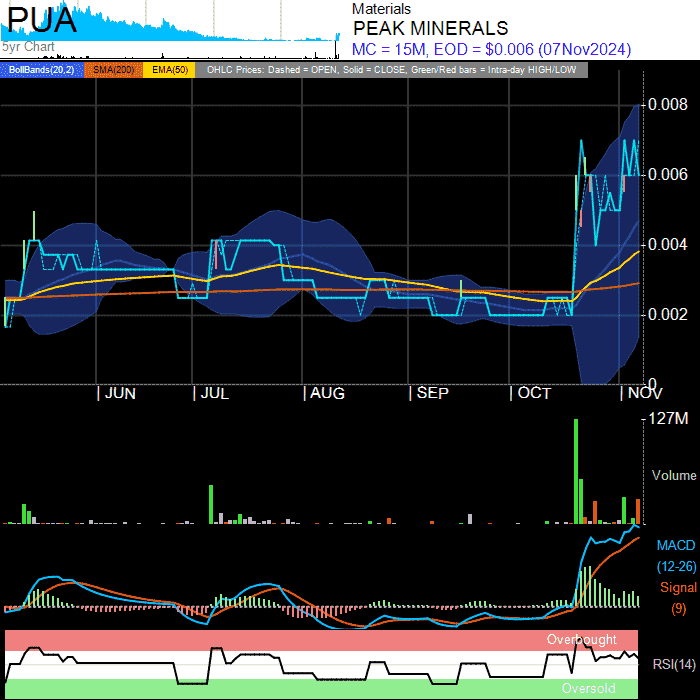 PUA
5yr Chart
Materials
PEAK MINERALS
MC = 15M, EOD = $0.006 (07Nov2024)
BollBands(20,2) SMA(200) EMA(50) OHLC Prices: Dashed = OPEN, Solid = CLOSE, Green/Red bars = Intra-day HIGH/LOW
0.008
0.006
0.004
0.002
0
JUN JUL AUG SEP OCT NOV
127M
Volume
MACD
(12-26)
Signal
(9)
Overbought
RSI(14)
Oversold